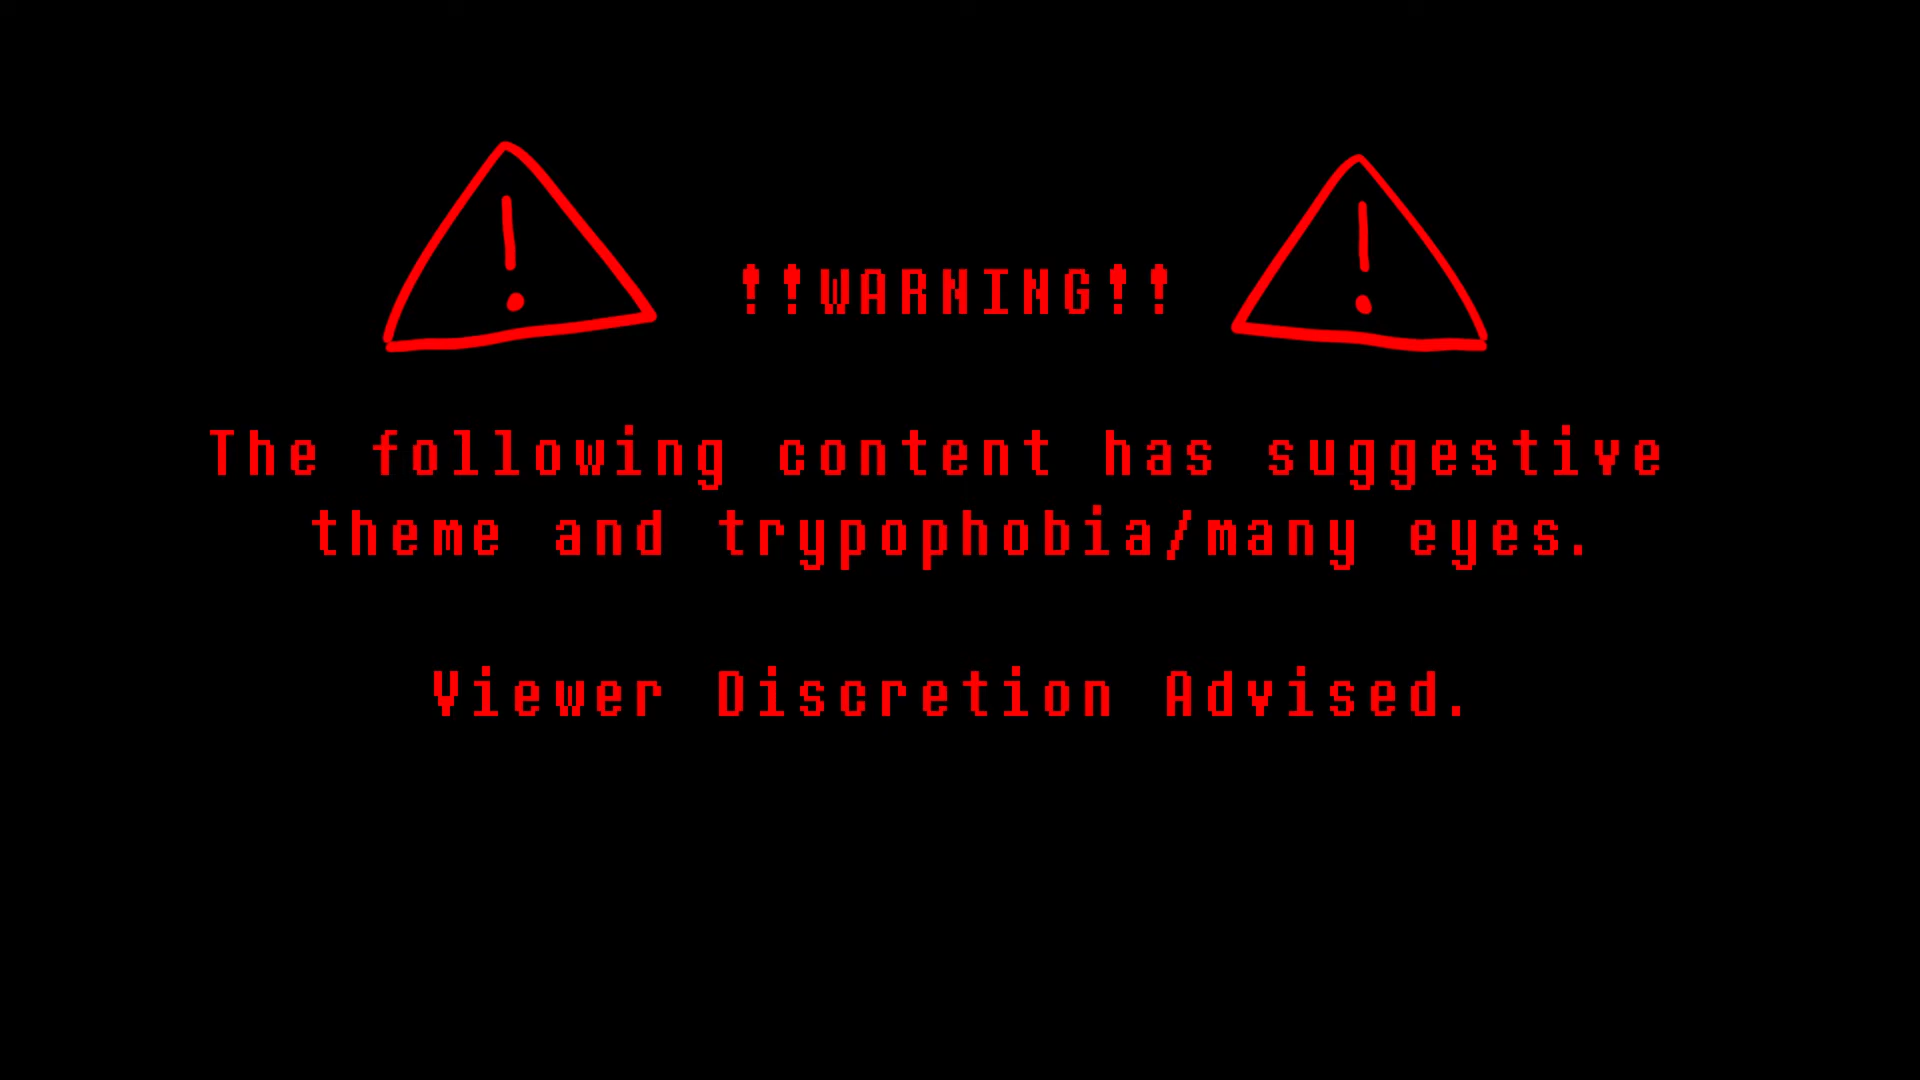 !!WARNING!!
The following content has suggestive
theme and trypophobia/many eyes.
Viewer Discretion Advised.